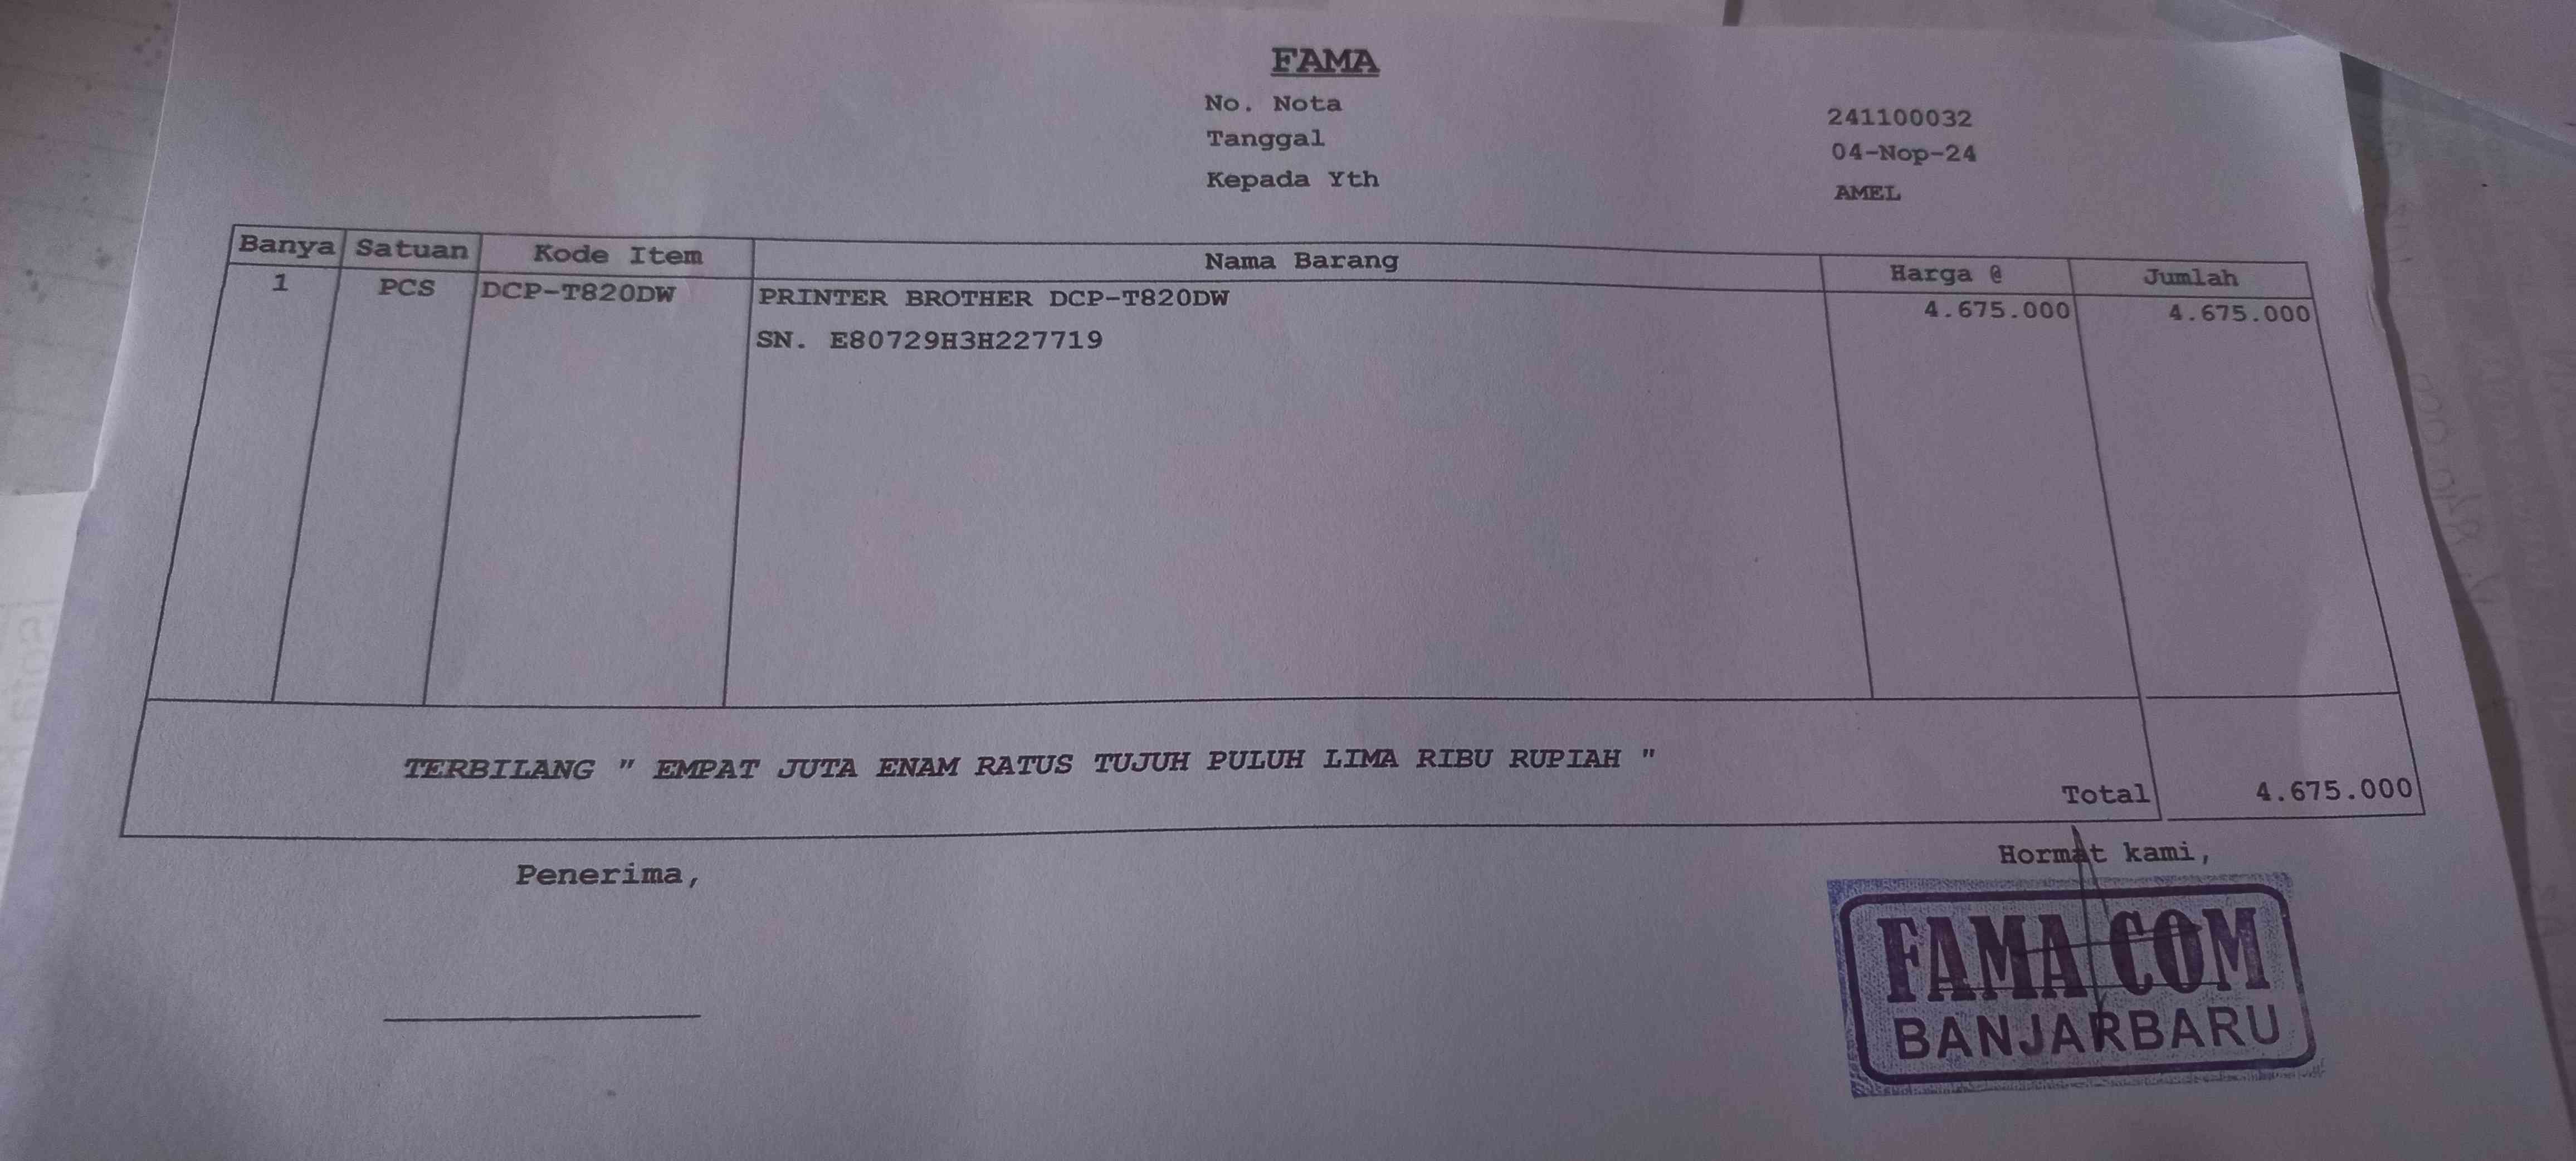 FAMA
No. Nota 241100032
Tanggal 04-Nop-24
Kepada Yth AMEL
Banya Satuan Kode Item Nama Barang Harga @ Jumlah
1 PCS DCP-T820DW PRINTER BROTHER DCP-T820DW 4.675.000 4.675.000
SN. E80729H3H227719
TERBILANG " EMPAT JUTA ENAM RATUS TUJUH PULUH LIMA RIBU RUPIAH "
Total 4.675.000
Penerima, Hormat kami,
FAMA COM
BANJARBARU